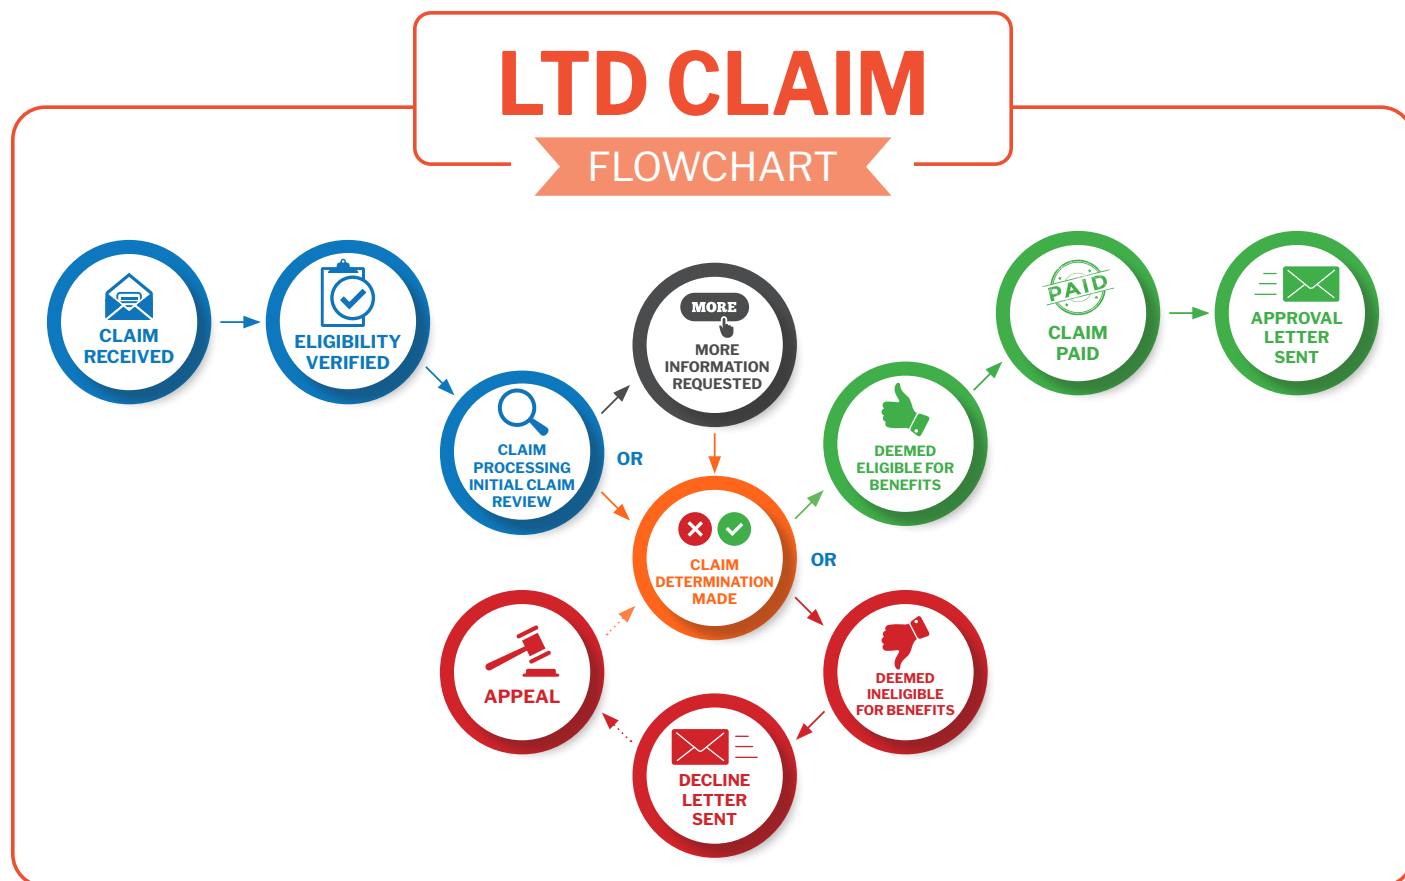 LTD CLAIM
FLOWCHART
CLAIM
RECEIVED
ELIGIBILITY
VERIFIED
CLAIM
PROCESSING
INITIAL CLAIM
REVIEW
OR
MORE
MORE
INFORMATION
REQUESTED
CLAIM
DETERMINATION
MADE
OR
DEEMED
ELIGIBLE FOR
BENEFITS
PAID
CLAIM
PAID
APPROVAL
LETTER
SENT
DEEMED
INELIGIBLE
FOR BENEFITS
DECLINE
LETTER
SENT
APPEAL